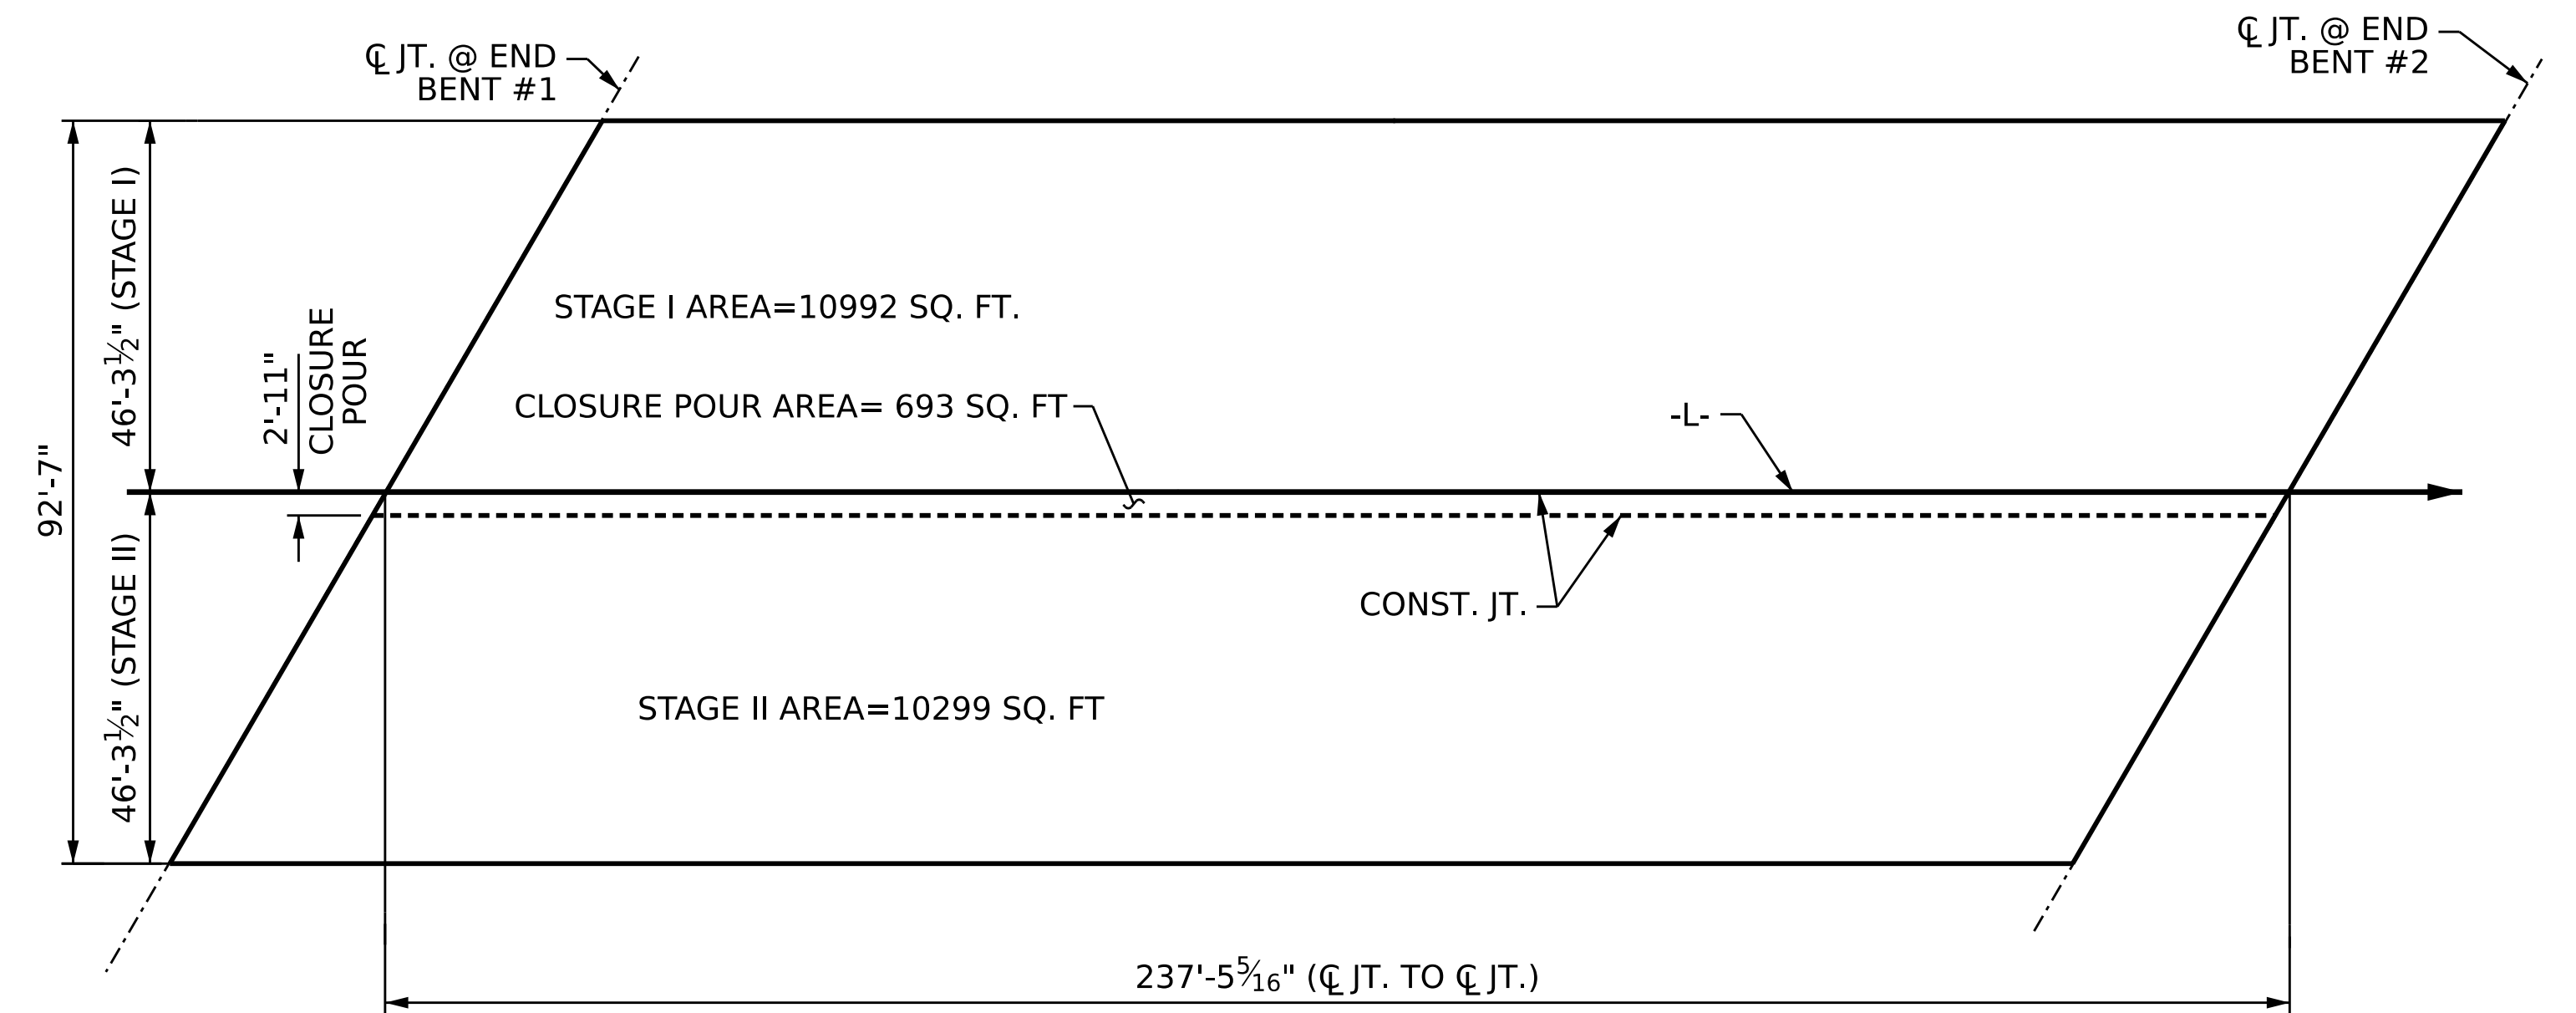 ℄ JT. @ END
BENT #1
℄ JT. @ END
BENT #2
92'-7"
46'-3½" (STAGE I)
46'-3½" (STAGE II)
2'-11"
CLOSURE
POUR
STAGE I AREA=10992 SQ. FT.
CLOSURE POUR AREA= 693 SQ. FT
-L-
CONST. JT.
STAGE II AREA=10299 SQ. FT
237'-5⁵⁄₁₆" (℄ JT. TO ℄ JT.)